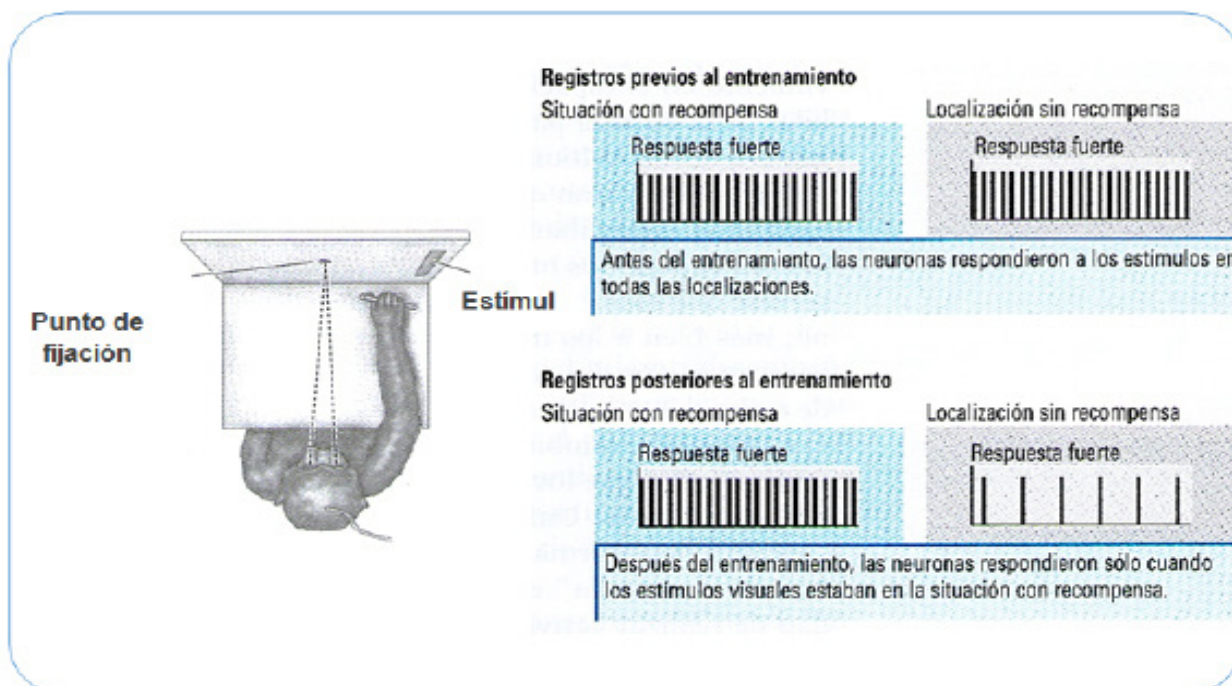 Registros previos al entrenamiento
Situación con recompensa
Localización sin recompensa
Respuesta fuerte
Respuesta fuerte
Antes del entrenamiento, las neuronas respondieron a los estimulos en
todas las localizaciones.
Punto de
fijación
Estímul
Registros posteriores al entrenamiento
Situación con recompensa
Localización sin recompensa
Respuesta fuerte
Respuesta fuerte
Después del entrenamiento, las neuronas respondieron sólo cuando
los estímulos visuales estaban en la situación con recompensa.